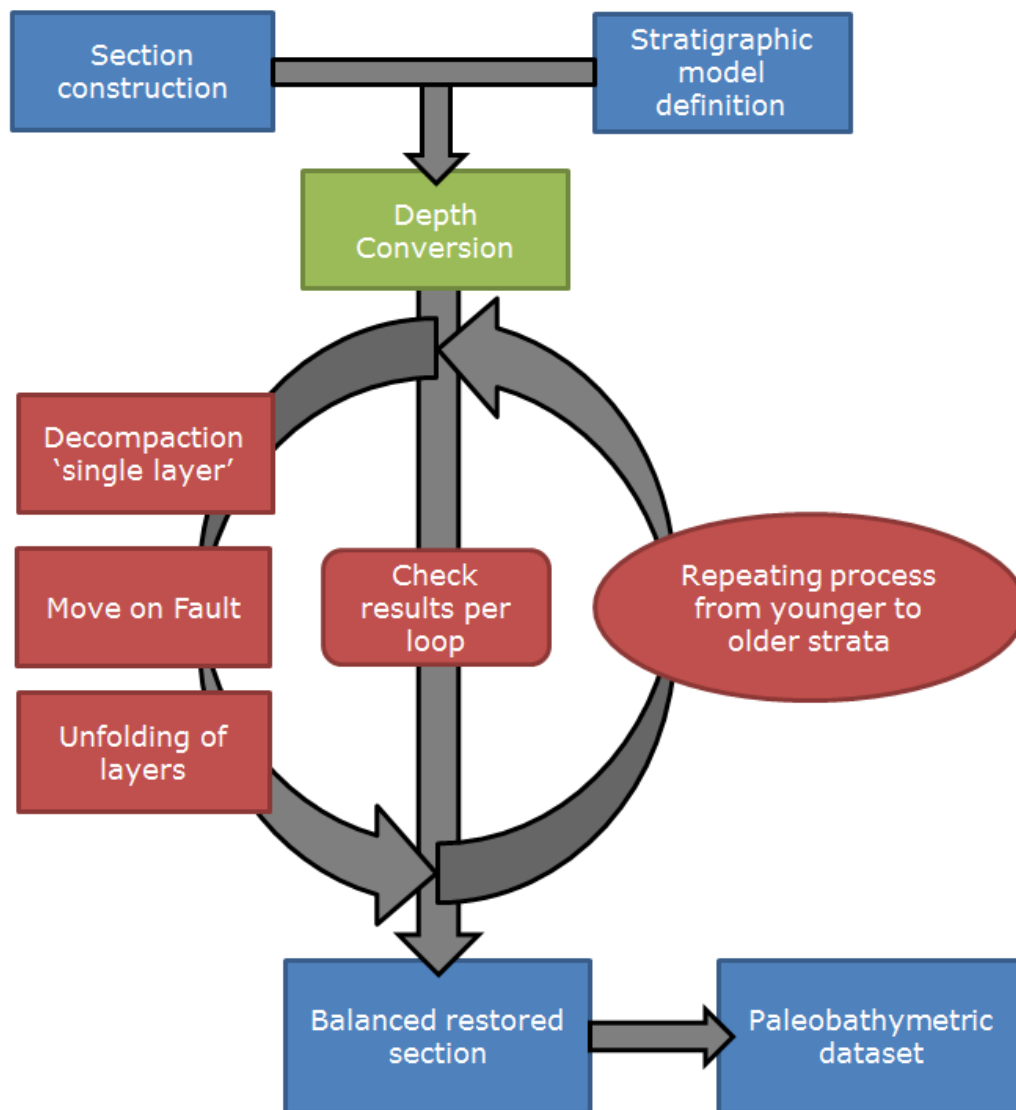 Section
construction
Stratigraphic
model
definition
Depth
Conversion
Decompaction
‘single layer’
Move on Fault
Unfolding of
layers
Check
results per
loop
Repeating process
from younger to
older strata
Balanced restored
section
Paleobathymetric
dataset